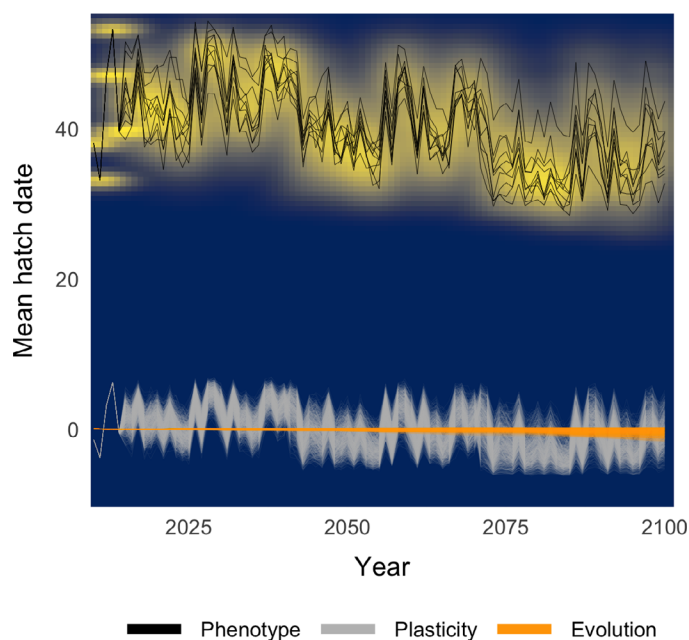 Mean hatch date
40
20
0
2025 2050 2075 2100
Year
Phenotype Plasticity Evolution